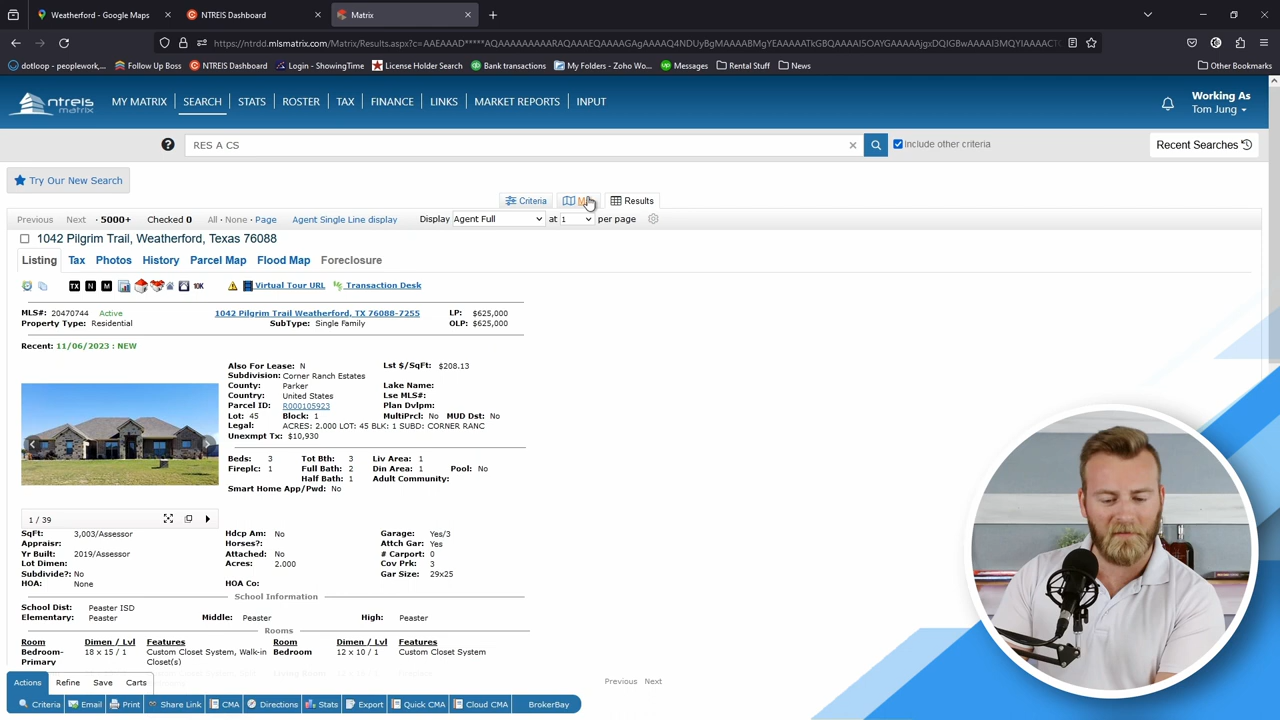 Weatherford - Google Maps
NTREIS Dashboard
Matrix
https://ntrdd.mlsmatrix.com/Matrix/Results.aspx?c=
dotloop — peoplework,... Follow Up Boss NTREIS Dashboard Login - ShowingTime License Holder Search Bank transactions My Folders - Zoho Wo... Messages Rental Stuff News Other Bookmarks
ntreis matrix
MY MATRIX SEARCH STATS ROSTER TAX FINANCE LINKS MARKET REPORTS INPUT
Working As
Tom Jung
RES A CS
Include other criteria
Recent Searches
Try Our New Search
Criteria Results
Previous Next · 5000+ Checked 0 All · None · Page Agent Single Line display Display Agent Full at 1 per page
1042 Pilgrim Trail, Weatherford, Texas 76088
Listing Tax Photos History Parcel Map Flood Map Foreclosure
TX N M 10K Virtual Tour URL Transaction Desk
MLS#: 20470744 Active 1042 Pilgrim Trail Weatherford, TX 76088-7255 LP: $625,000
Property Type: Residential SubType: Single Family OLP: $625,000
Recent: 11/06/2023 : NEW
Also For Lease: N Lst $/SqFt: $208.13
Subdivision: Corner Ranch Estates
County: Parker Lake Name:
Country: United States Lse MLS#:
Parcel ID: R000105923 Plan Dvlpm:
Lot: 45 Block: 1 MultiPrcl: No MUD Dst: No
Legal: ACRES: 2.000 LOT: 45 BLK: 1 SUBD: CORNER RANC
Unexmpt Tx: $10,930
Beds: 3 Tot Bth: 3 Liv Area: 1
Fireplc: 1 Full Bath: 2 Din Area: 1 Pool: No
Half Bath: 1 Adult Community:
Smart Home App/Pwd: No
1 / 39
SqFt: 3,003/Assessor Hdcp Am: No Garage: Yes/3
Appraisr: Horses?: Attch Gar: Yes
Yr Built: 2019/Assessor Attached: No # Carport: 0
Lot Dimen: Acres: 2.000 Cov Prk: 3
Subdivide?: No Gar Size: 29x25
HOA: None HOA Co:
School Information
School Dist: Peaster ISD
Elementary: Peaster Middle: Peaster High: Peaster
Rooms
Room Dimen / Lvl Features Room Dimen / Lvl Features
Bedroom- 18 x 15 / 1 Custom Closet System, Walk-in Bedroom 12 x 10 / 1 Custom Closet System
Primary Closet(s)
Actions Refine Save Carts
Previous Next
Criteria Email Print Share Link CMA Directions Stats Export Quick CMA Cloud CMA BrokerBay